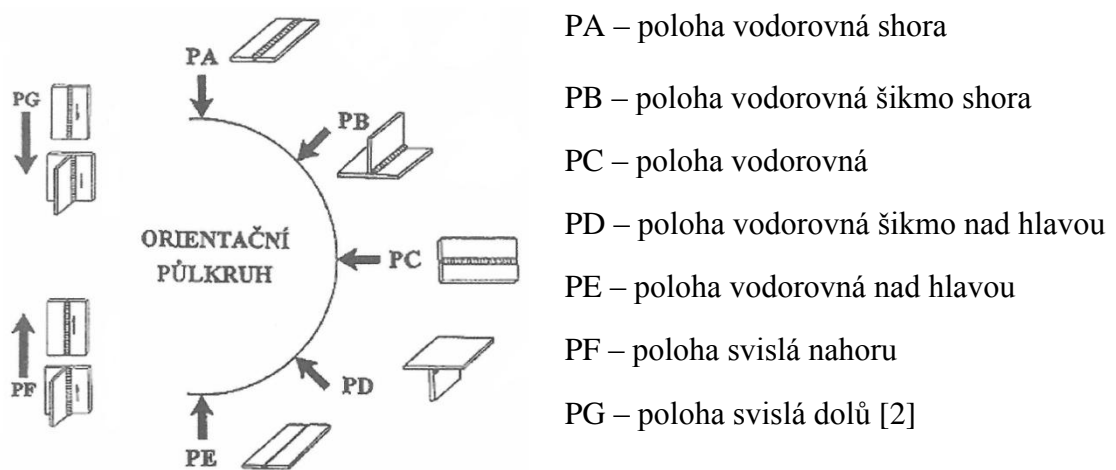 PA
PG
PB
ORIENTAČNÍ
PŮLKRUH
PC
PF
PD
PE
PA – poloha vodorovná shora
PB – poloha vodorovná šikmo shora
PC – poloha vodorovná
PD – poloha vodorovná šikmo nad hlavou
PE – poloha vodorovná nad hlavou
PF – poloha svislá nahoru
PG – poloha svislá dolů [2]